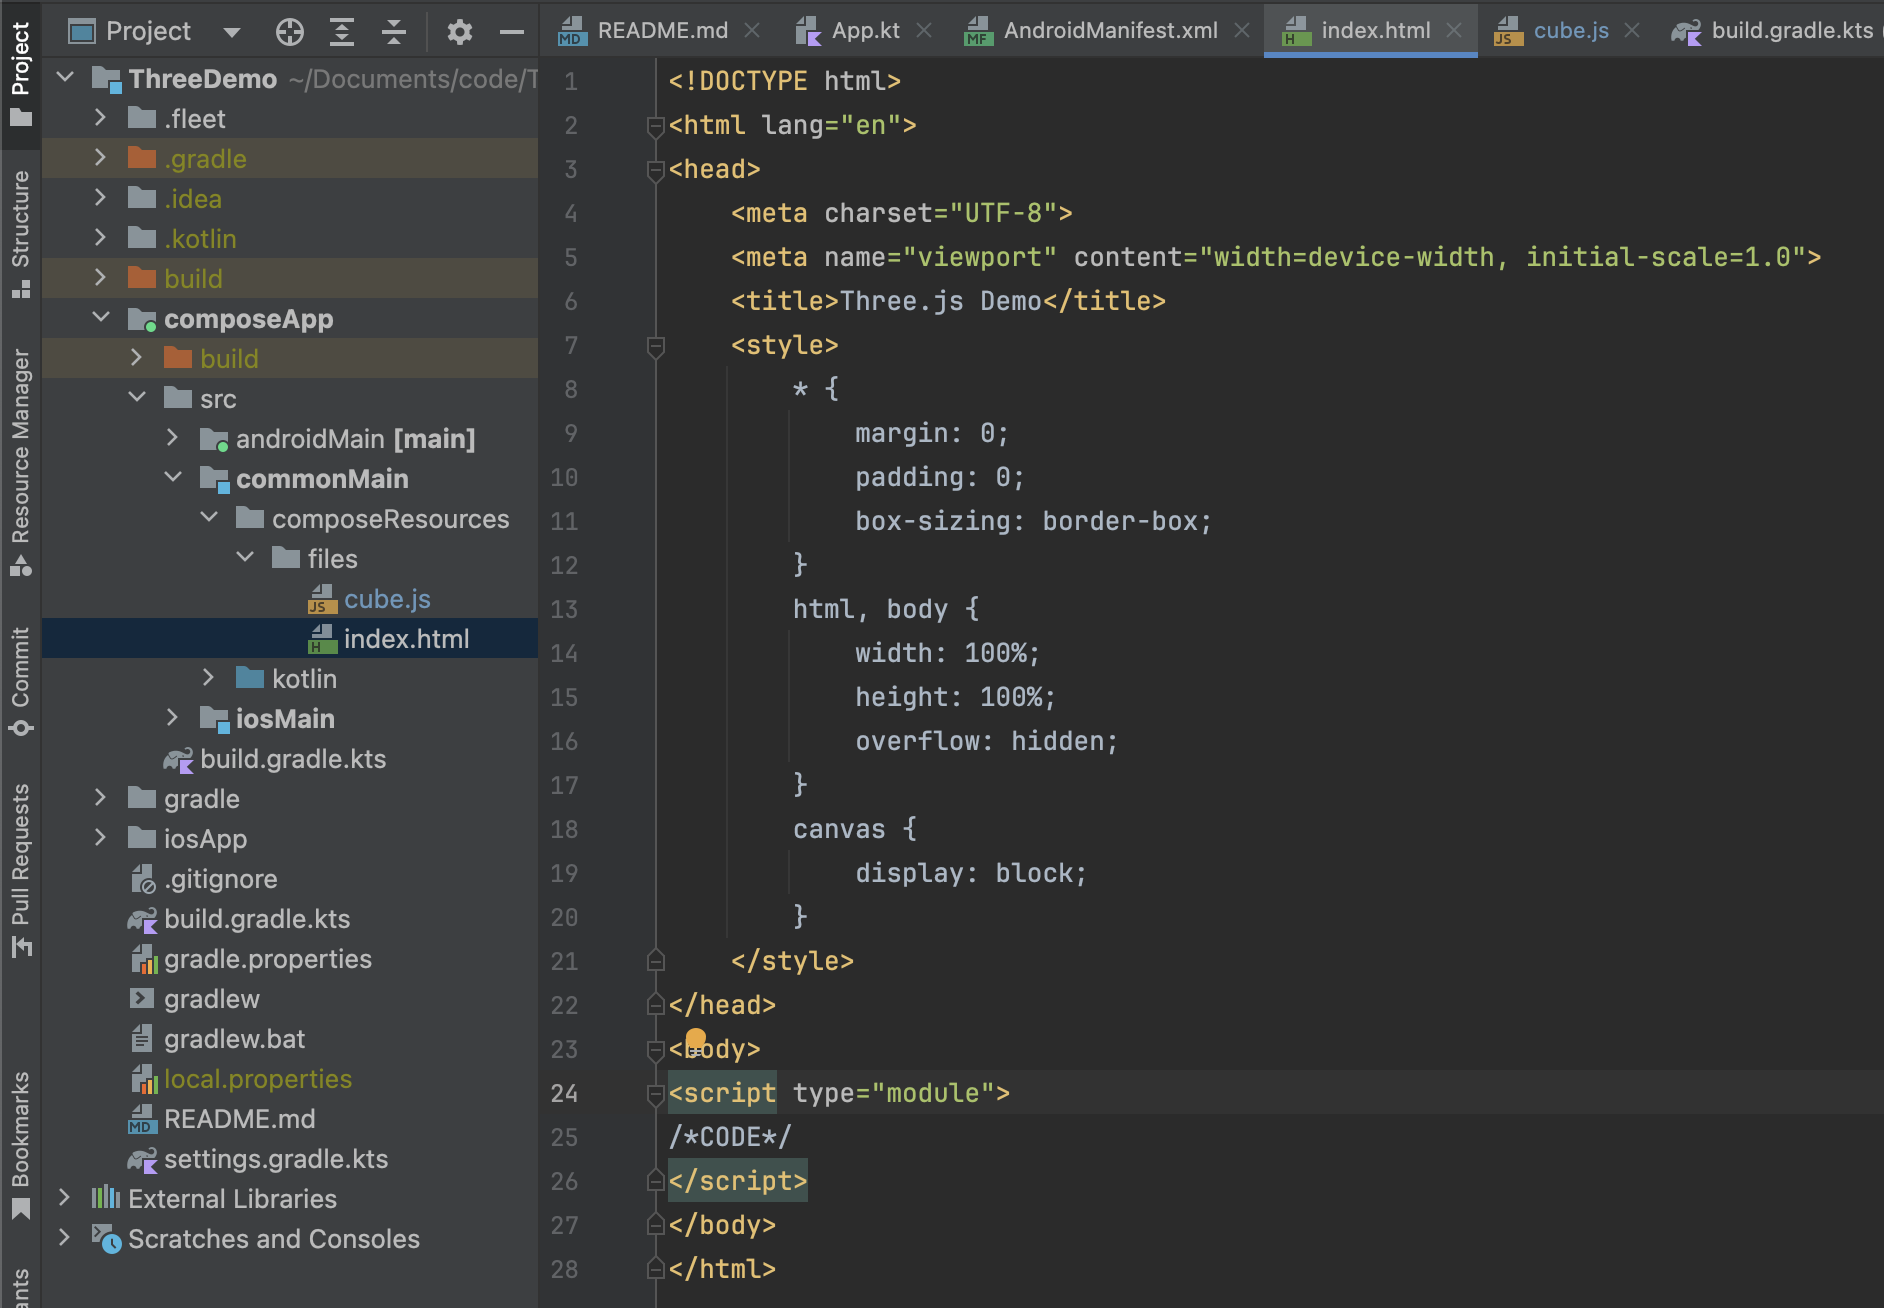 Project
README.md
App.kt
AndroidManifest.xml
index.html
cube.js
build.gradle.kts
Project
Structure
Resource Manager
Commit
Pull Requests
Bookmarks
ants
ThreeDemo ~/Documents/code/T
.fleet
.gradle
.idea
.kotlin
build
composeApp
build
src
androidMain [main]
commonMain
composeResources
files
cube.js
index.html
kotlin
iosMain
build.gradle.kts
gradle
iosApp
.gitignore
build.gradle.kts
gradle.properties
gradlew
gradlew.bat
local.properties
README.md
settings.gradle.kts
External Libraries
Scratches and Consoles
1 <!DOCTYPE html>
2 <html lang="en">
3 <head>
4 <meta charset="UTF-8">
5 <meta name="viewport" content="width=device-width, initial-scale=1.0">
6 <title>Three.js Demo</title>
7 <style>
8 * {
9 margin: 0;
10 padding: 0;
11 box-sizing: border-box;
12 }
13 html, body {
14 width: 100%;
15 height: 100%;
16 overflow: hidden;
17 }
18 canvas {
19 display: block;
20 }
21 </style>
22 </head>
23 <body>
24 <script type="module">
25 /*CODE*/
26 </script>
27 </body>
28 </html>